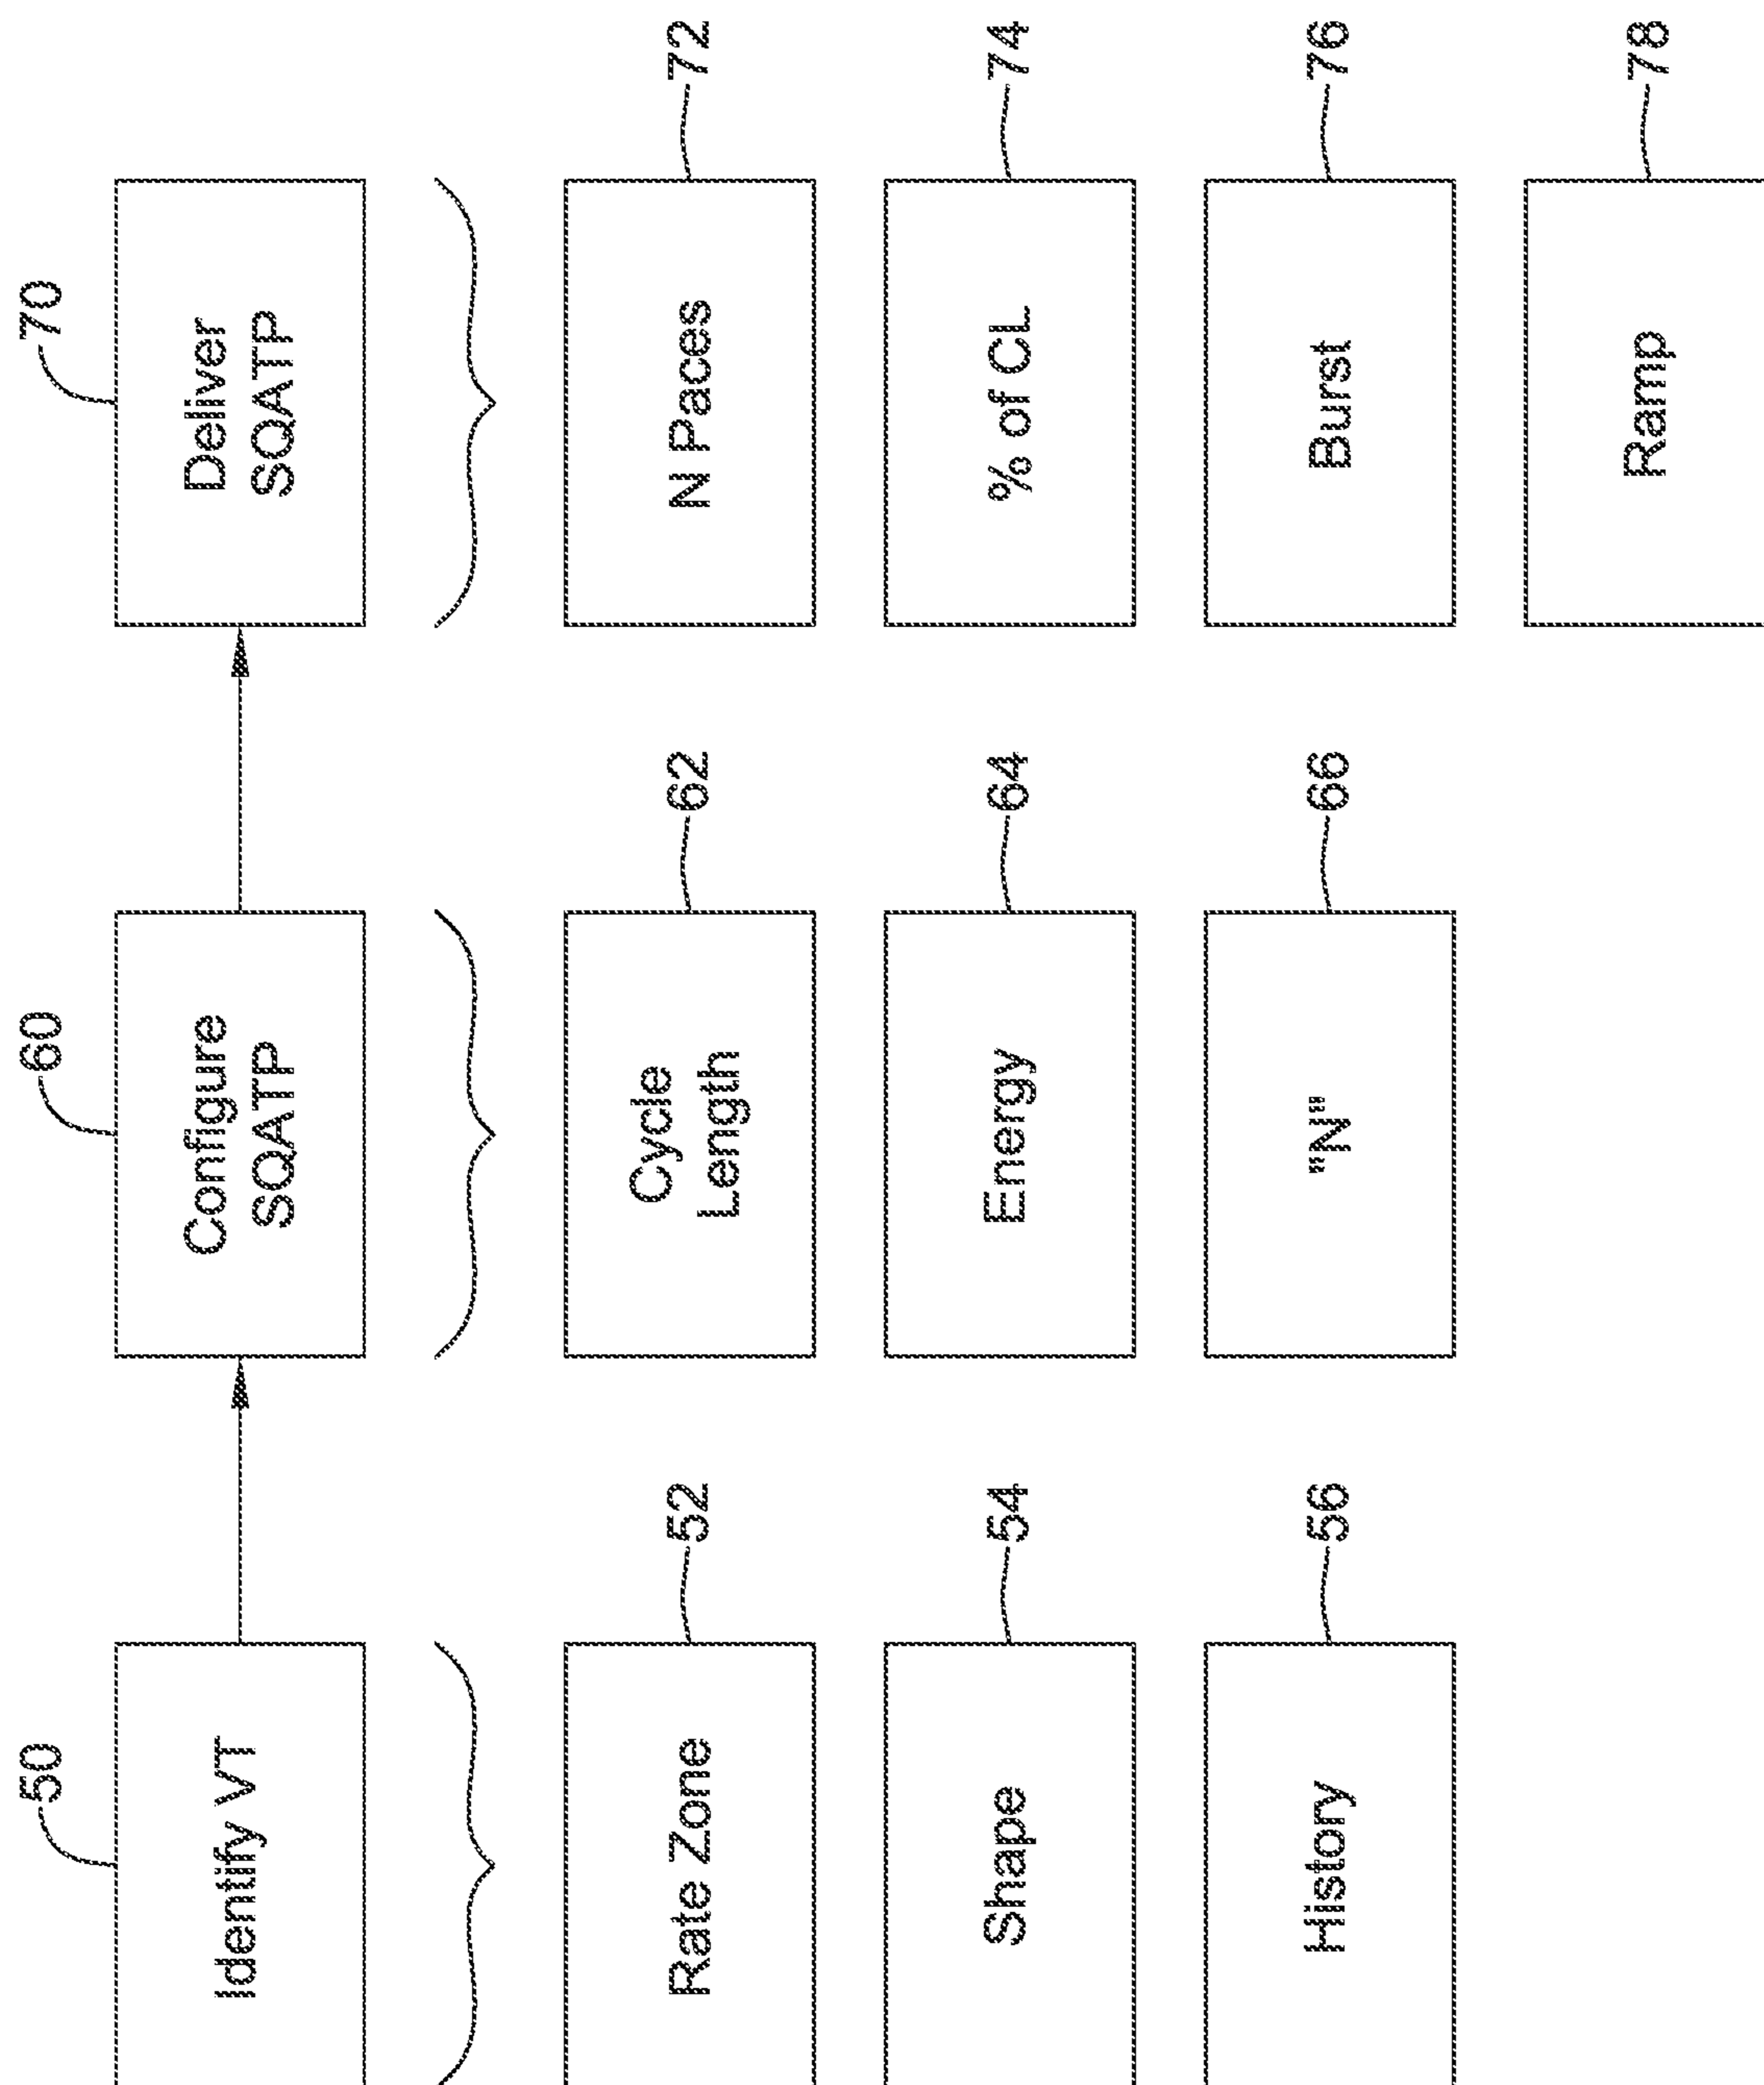 50
Identify VT
60
Configure
SQATP
70
Deliver
SQATP
Rate Zone
52
Cycle
Length
62
N Paces
72
Shape
54
Energy
64
% of CL
74
History
56
"N"
66
Burst
76
Ramp
78